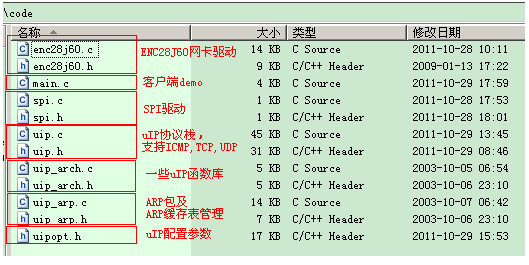 \code
名称 大小 类型 修改日期
enc28j60.c ENC28J60网卡驱动 14 KB C Source 2011-10-28 10:11
enc28j60.h 9 KB C/C++ Header 2009-01-13 17:22
main.c 客户端demo 4 KB C Source 2011-10-29 17:59
spi.c SPI驱动 1 KB C Source 2011-10-28 17:53
spi.h 1 KB C/C++ Header 2011-10-28 18:01
uip.c uIP协议栈, 45 KB C Source 2011-10-29 13:45
uip.h 支持ICMP,TCP,UDP 31 KB C/C++ Header 2011-10-29 08:46
uip_arch.c 一些uIP函数库 5 KB C Source 2003-10-05 06:54
uip_arch.h 5 KB C/C++ Header 2003-10-06 23:10
uip_arp.c ARP包及 14 KB C Source 2003-10-07 06:42
uip_arp.h ARP缓存表管理 7 KB C/C++ Header 2003-10-06 23:10
uipopt.h uIP配置参数 17 KB C/C++ Header 2011-10-29 15:53